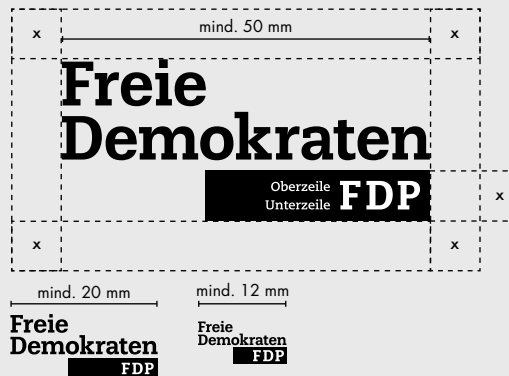 x
mind. 50 mm
x
Freie
Demokraten
Oberzeile
Unterzeile
FDP
x
x
x
mind. 20 mm
mind. 12 mm
Freie
Demokraten
FDP
Freie
Demokraten
FDP